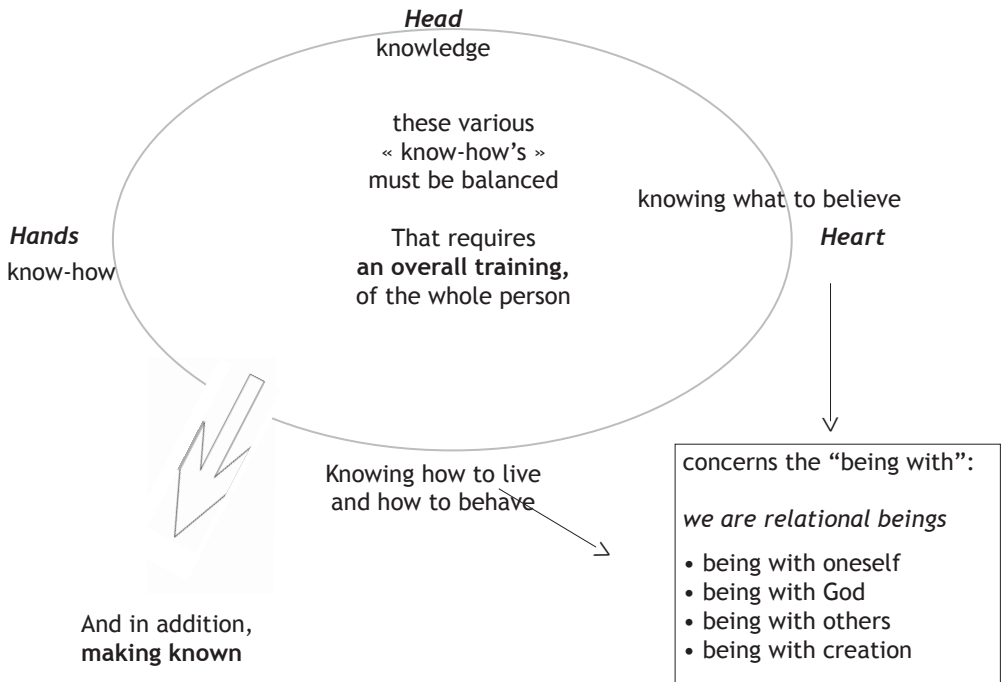 Head
knowledge
these various
« know-how’s »
must be balanced
knowing what to believe
Heart
Hands
know-how
That requires
an overall training,
of the whole person
Knowing how to live
and how to behave
concerns the “being with”:
we are relational beings
• being with oneself
• being with God
• being with others
• being with creation
And in addition,
making known